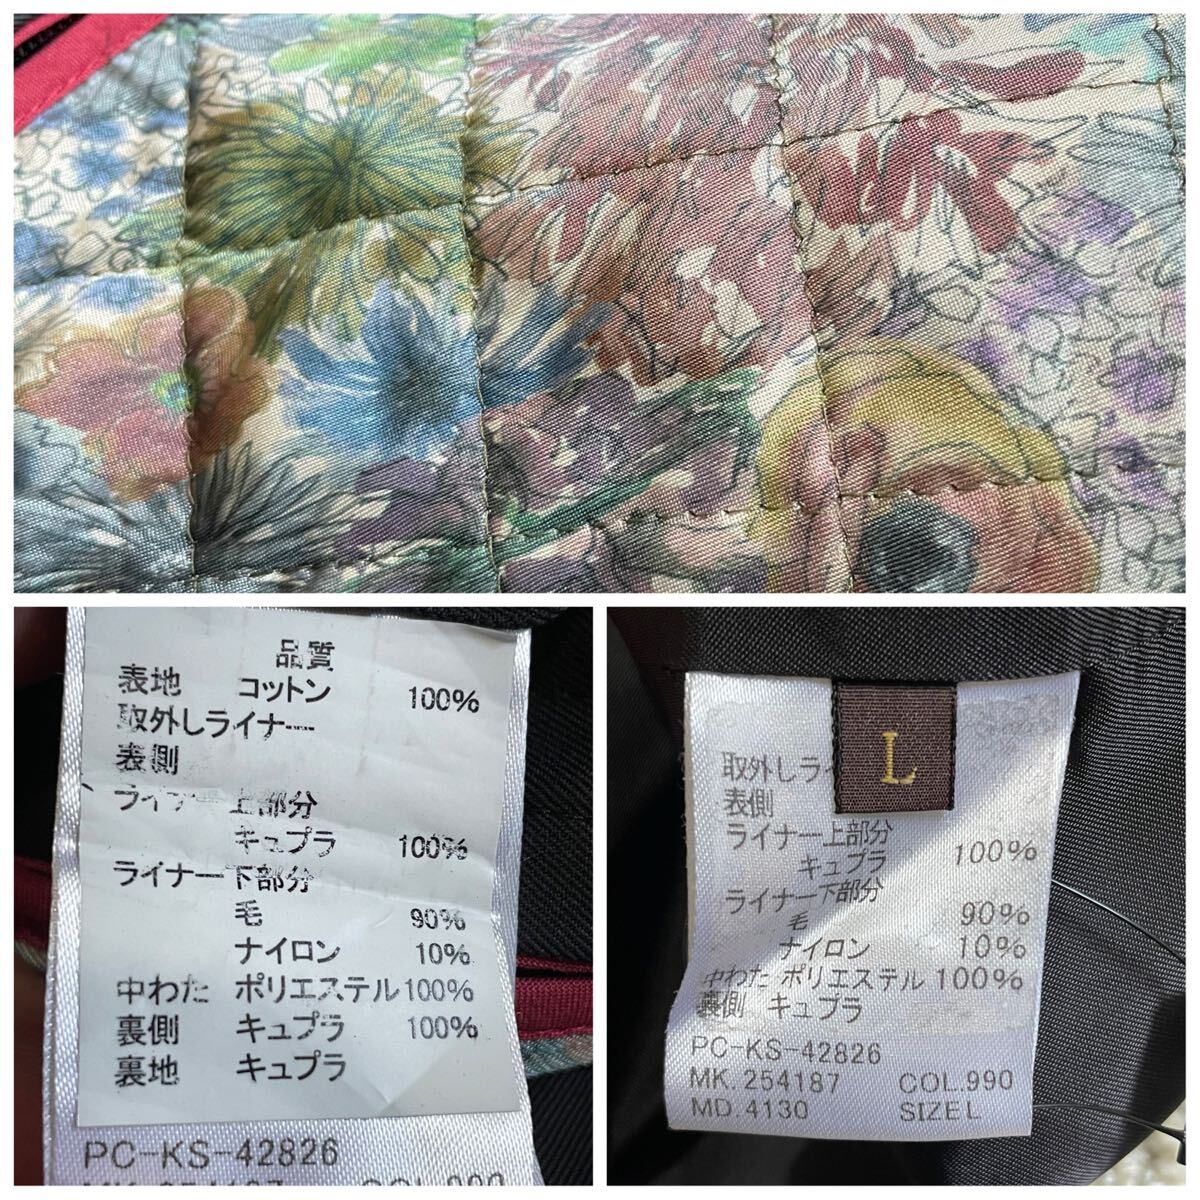 品質
表地 コットン 100%
取外しライナー
表側
ライナー上部分
キュプラ 100%
ライナー下部分
毛 90%
ナイロン 10%
中わた ポリエステル100%
裏側 キュプラ 100%
裏地 キュプラ
PC-KS-42826
L
取外しライ
表側
ライナー上部分
キュプラ 100%
ライナー下部分
毛 90%
ナイロン 10%
中わた ポリエステル100%
裏側 キュプラ
PC-KS-42826
MK.254187 COL.990
MD.4130 SIZE L